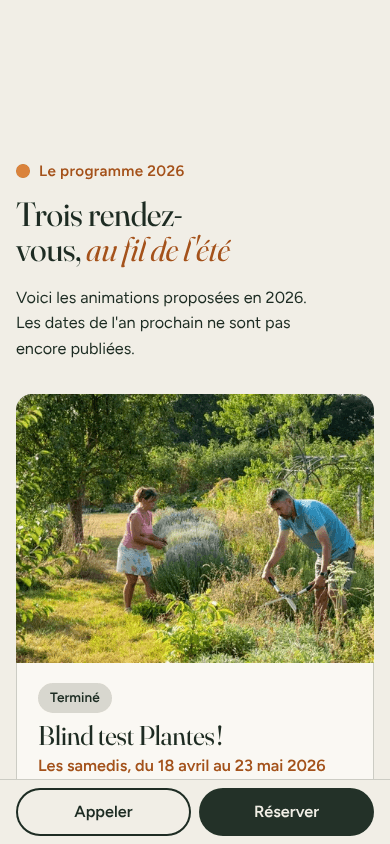 Le programme 2026
Trois rendez-
vous, au fil de l'été
Voici les animations proposées en 2026.
Les dates de l'an prochain ne sont pas
encore publiées.
Terminé
Blind test Plantes !
Les samedis, du 18 avril au 23 mai 2026
Appeler
Réserver